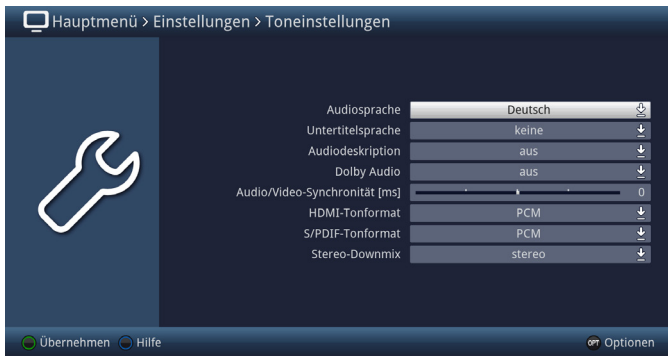 Hauptmenü > Einstellungen > Toneinstellungen
Audiosprache Deutsch
Untertitelsprache keine
Audiodeskription aus
Dolby Audio aus
Audio/Video-Synchronität [ms] 0
HDMI-Tonformat PCM
S/PDIF-Tonformat PCM
Stereo-Downmix stereo
Übernehmen Hilfe OPT Optionen